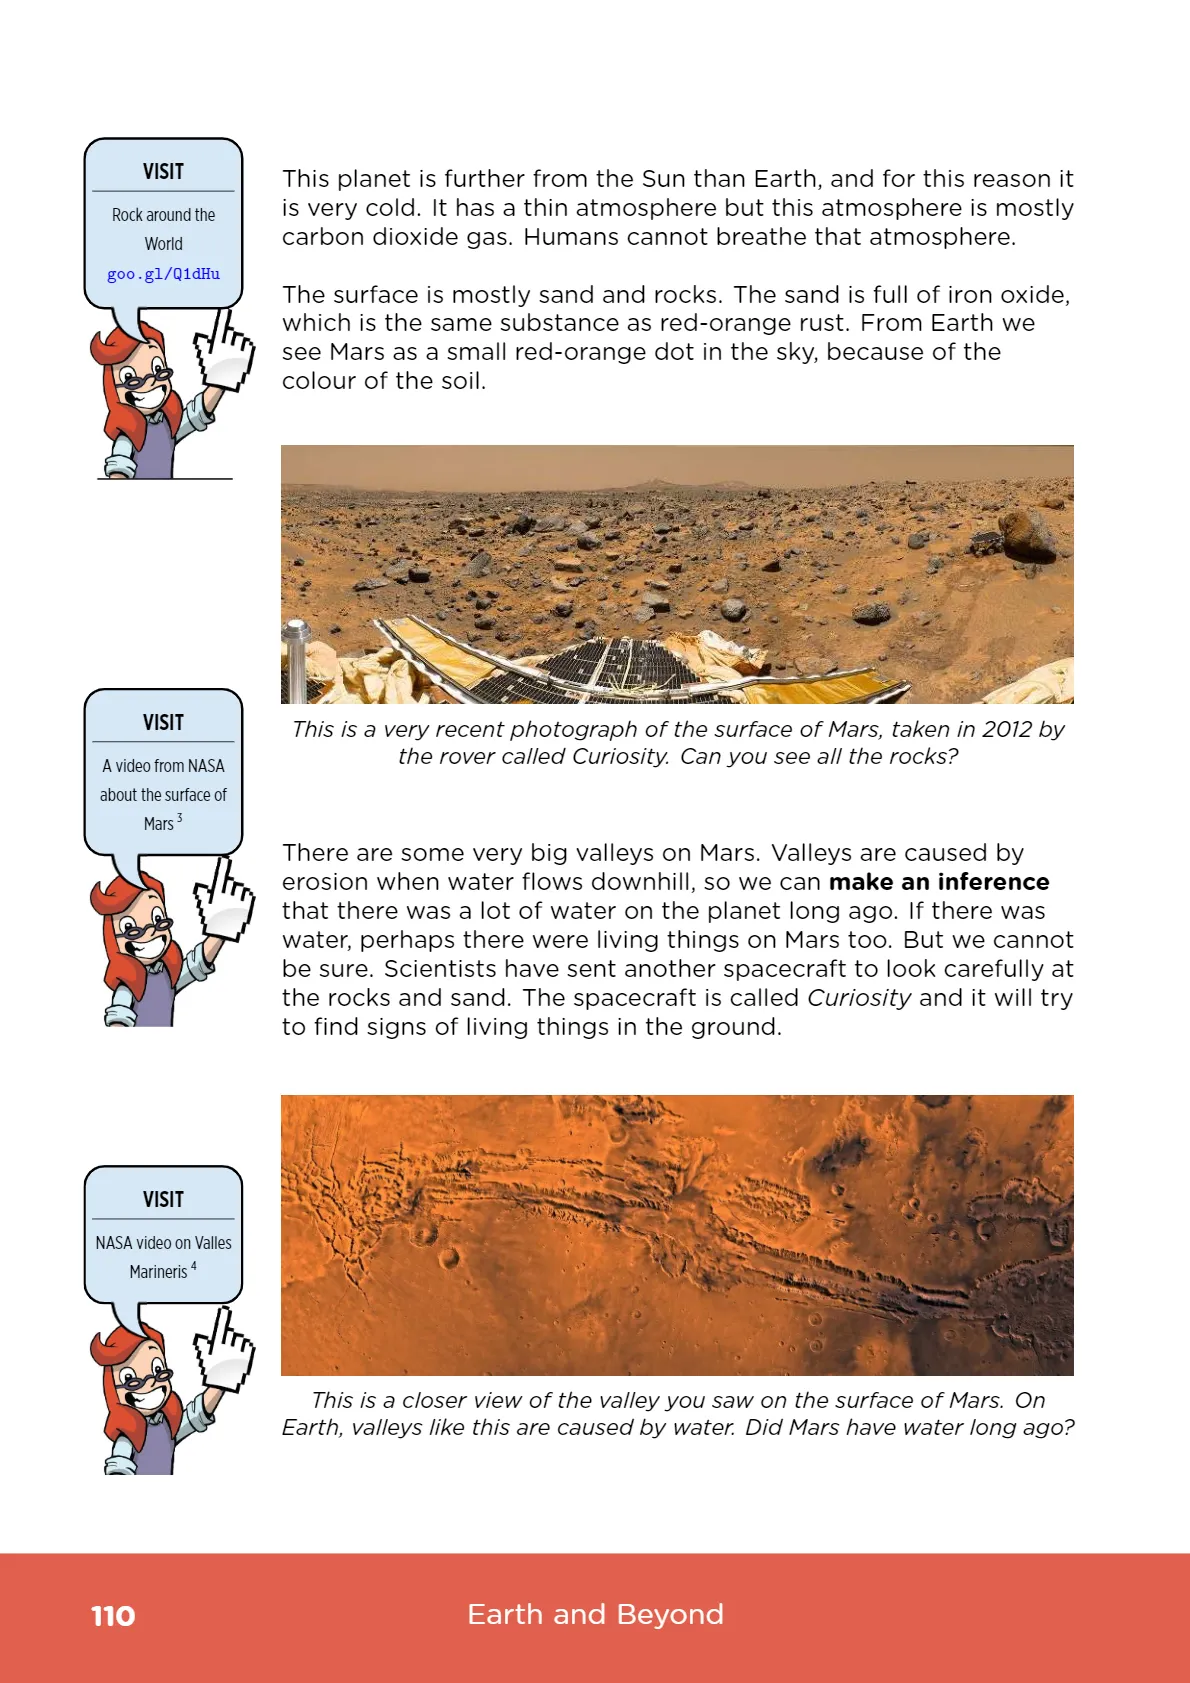 VISIT
Rock around the
World
goo.gl/Q1dHu
This planet is further from the Sun than Earth, and for this reason it
is very cold. It has a thin atmosphere but this atmosphere is mostly
carbon dioxide gas. Humans cannot breathe that atmosphere.
The surface is mostly sand and rocks. The sand is full of iron oxide,
which is the same substance as red-orange rust. From Earth we
see Mars as a small red-orange dot in the sky, because of the
colour of the soil.
This is a very recent photograph of the surface of Mars, taken in 2012 by
the rover called Curiosity. Can you see all the rocks?
VISIT
A video from NASA
about the surface of
Mars 3
There are some very big valleys on Mars. Valleys are caused by
erosion when water flows downhill, so we can make an inference
that there was a lot of water on the planet long ago. If there was
water, perhaps there were living things on Mars too. But we cannot
be sure. Scientists have sent another spacecraft to look carefully at
the rocks and sand. The spacecraft is called Curiosity and it will try
to find signs of living things in the ground.
VISIT
NASA video on Valles
Marineris 4
This is a closer view of the valley you saw on the surface of Mars. On
Earth, valleys like this are caused by water. Did Mars have water long ago?
110
Earth and Beyond